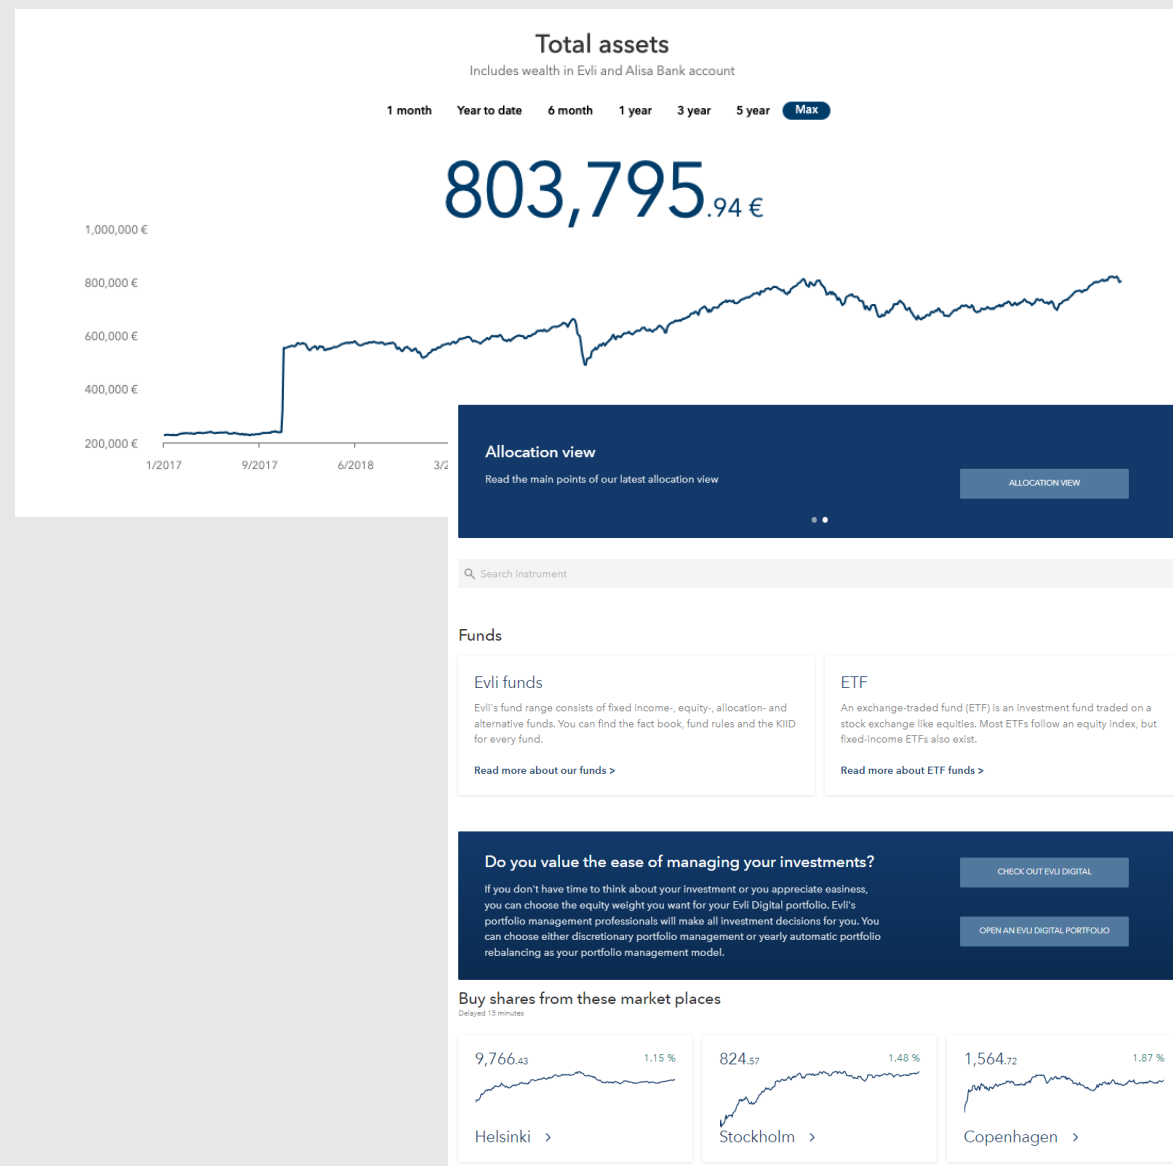 Total assets
Includes wealth in Evli and Alisa Bank account
1 month Year to date 6 month 1 year 3 year 5 year Max
803,795.94 €
1,000,000 €
800,000 €
600,000 €
400,000 €
200,000 €
1/2017 9/2017 6/2018 3/2
Allocation view
Read the main points of our latest allocation view
ALLOCATION VIEW
Search instrument
Funds
Evli funds
Evli's fund range consists of fixed income-, equity-, allocation- and
alternative funds. You can find the fact book, fund rules and the KIID
for every fund.
Read more about our funds >
ETF
An exchange-traded fund (ETF) is an investment fund traded on a
stock exchange like equities. Most ETFs follow an equity index, but
fixed-income ETFs also exist.
Read more about ETF funds >
Do you value the ease of managing your investments?
If you don't have time to think about your investment or you appreciate easiness,
you can choose the equity weight you want for your Evli Digital portfolio. Evli's
portfolio management professionals will make all investment decisions for you. You
can choose either discretionary portfolio management or yearly automatic portfolio
rebalancing as your portfolio management model.
CHECK OUT EVLI DIGITAL
OPEN AN EVLI DIGITAL PORTFOLIO
Buy shares from these market places
Delayed 15 minutes
9,766.43 1.15 %
Helsinki >
824.57 1.48 %
Stockholm >
1,564.72 1.87 %
Copenhagen >